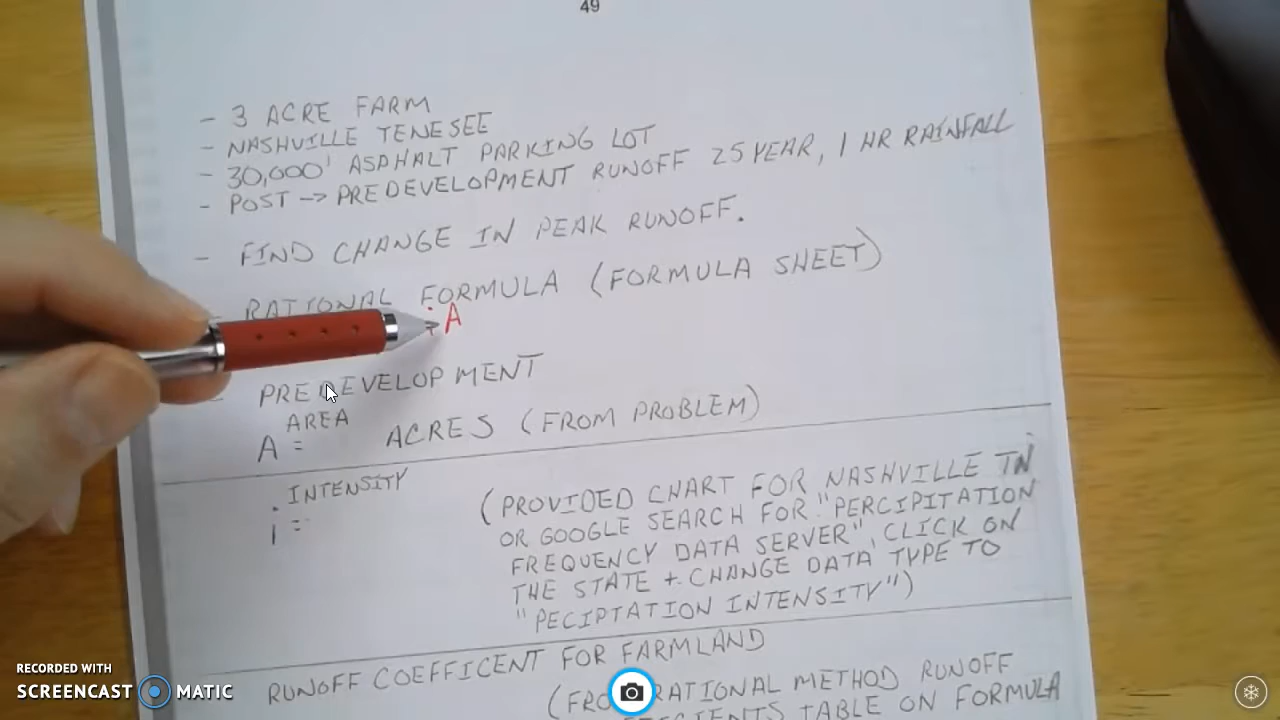 49
- 3 ACRE FARM
- NASHVILLE TENESEE
- 30,000' ASPHALT PARKING LOT
- POST -> PREDEVELOPMENT RUNOFF 25 YEAR, 1 HR RAINFALL
- FIND CHANGE IN PEAK RUNOFF.
- RATIONAL FORMULA (FORMULA SHEET)
i A
- PREDEVELOPMENT
AREA
A = ACRES (FROM PROBLEM)
INTENSITY
i = (PROVIDED CHART FOR NASHVILLE TN
OR GOOGLE SEARCH FOR "PERCIPITATION
FREQUENCY DATA SERVER", CLICK ON
THE STATE + CHANGE DATA TYPE TO
"PECIPTATION INTENSITY")
RUNOFF COEFFICENT FOR FARMLAND
RATIONAL METHOD RUNOFF
TABLE ON FORMULA
RECORDED WITH
SCREENCAST MATIC